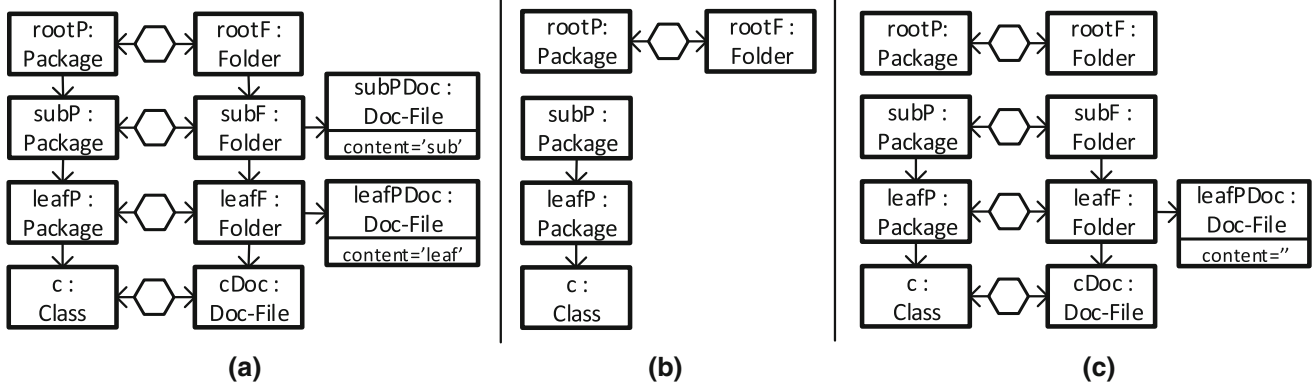 rootP:
Package
rootF :
Folder
subP :
Package
subF :
Folder
subPDoc :
Doc-File
content='sub'
leafP :
Package
leafF :
Folder
leafPDoc :
Doc-File
content='leaf'
c :
Class
cDoc :
Doc-File
(a)
rootP:
Package
rootF :
Folder
subP :
Package
leafP :
Package
c :
Class
(b)
rootP :
Package
rootF :
Folder
subP :
Package
subF :
Folder
leafP :
Package
leafF :
Folder
leafPDoc :
Doc-File
content=''
c :
Class
cDoc :
Doc-File
(c)